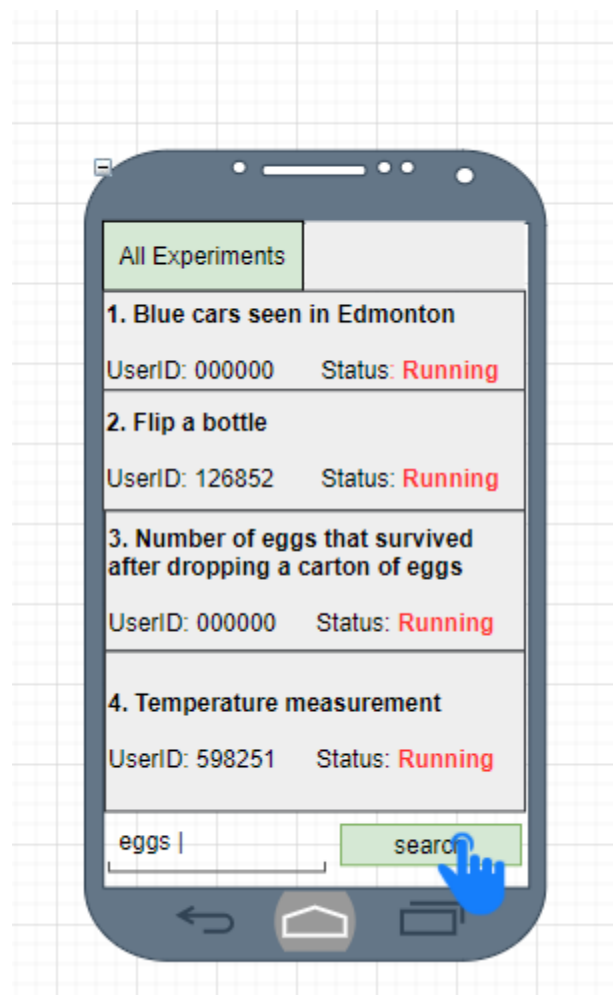 All Experiments
1. Blue cars seen in Edmonton
UserID: 000000 Status: Running
2. Flip a bottle
UserID: 126852 Status: Running
3. Number of eggs that survived
after dropping a carton of eggs
UserID: 000000 Status: Running
4. Temperature measurement
UserID: 598251 Status: Running
eggs |
search